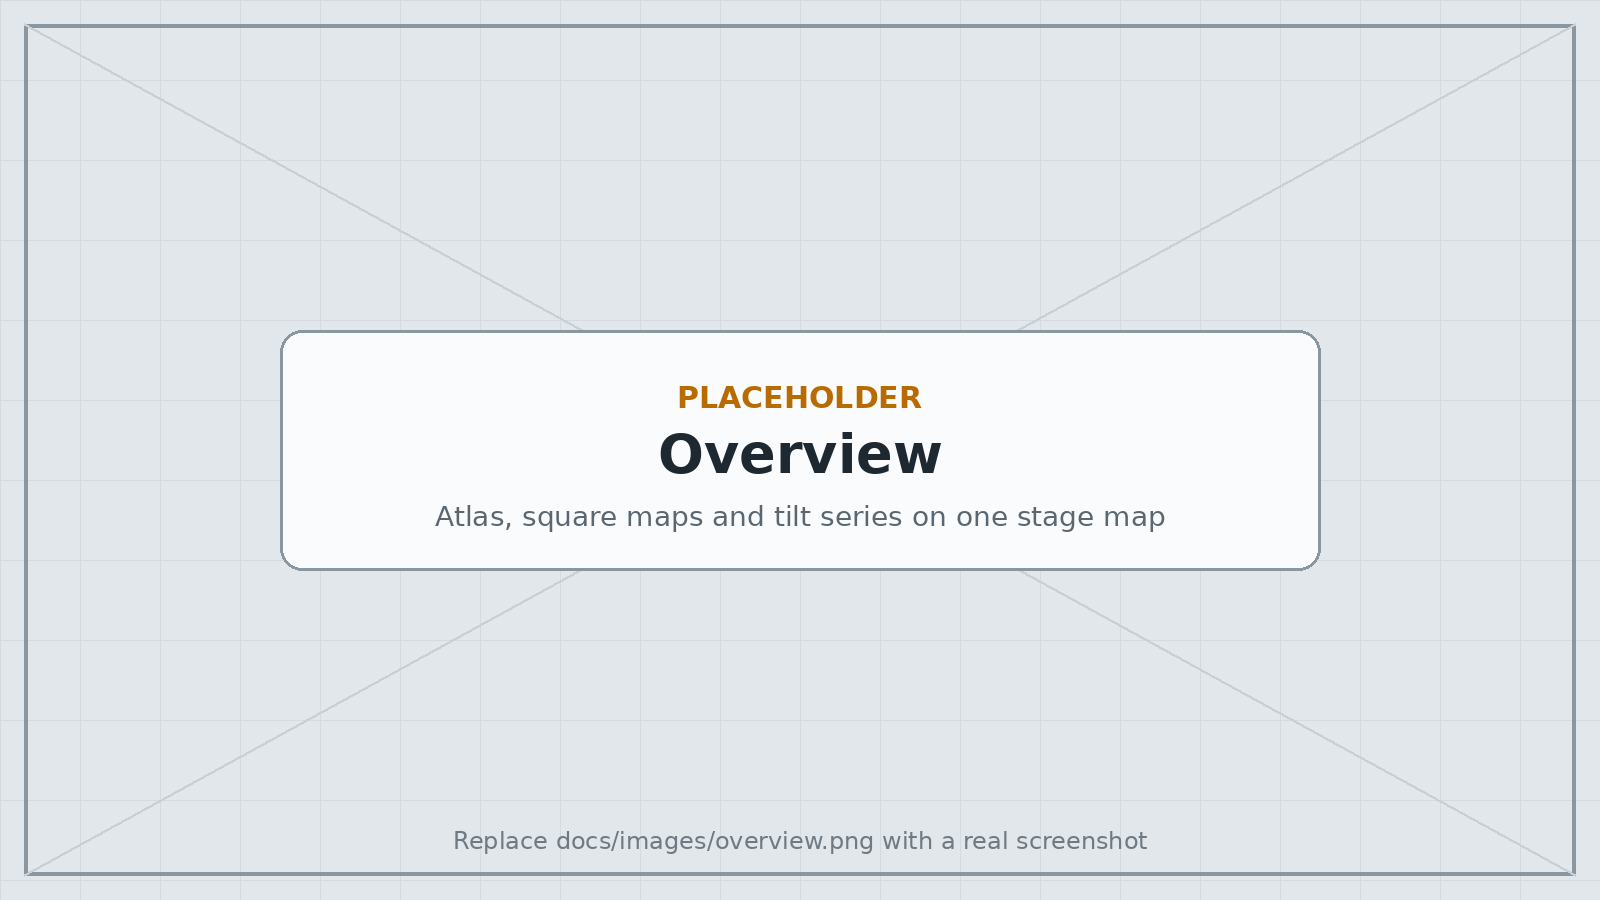 PLACEHOLDER
Overview
Atlas, square maps and tilt series on one stage map
Replace docs/images/overview.png with a real screenshot